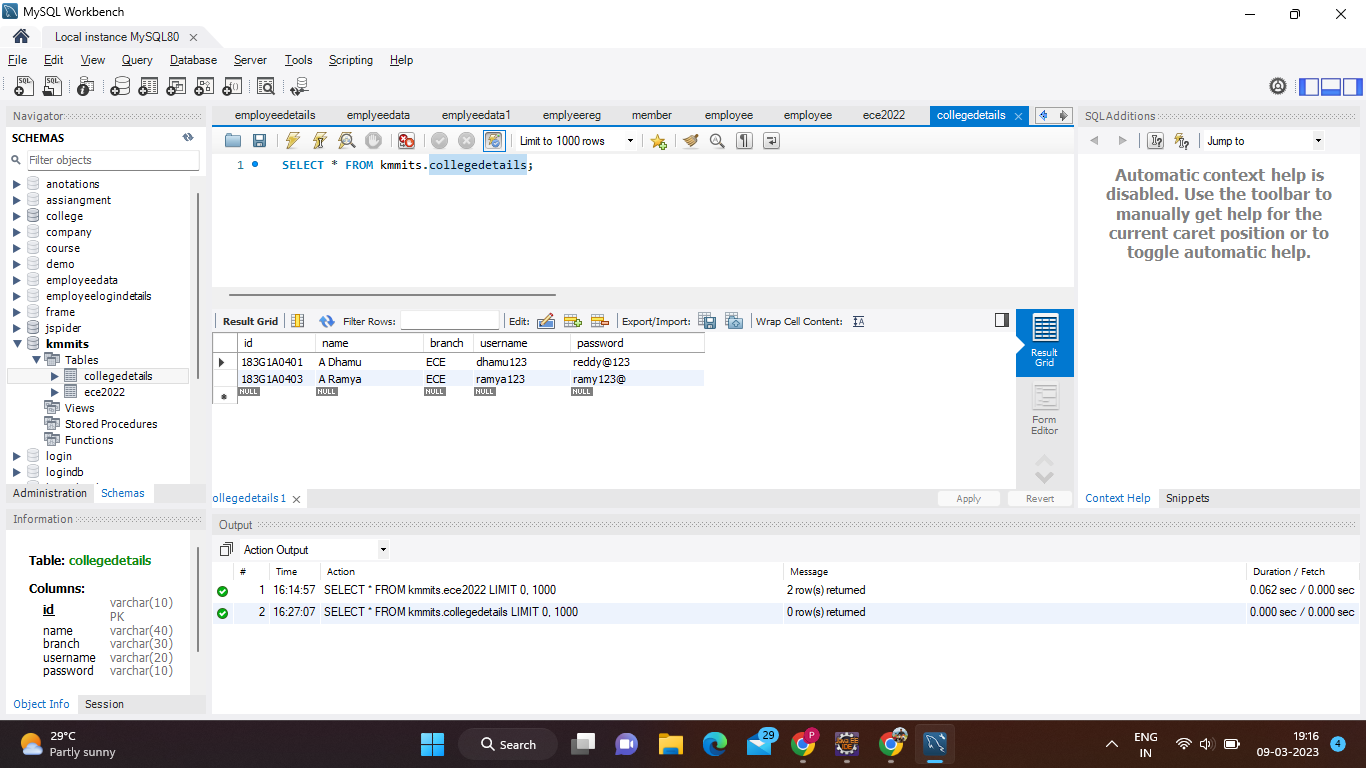 MySQL Workbench
Local instance MySQL80
File Edit View Query Database Server Tools Scripting Help
Navigator
SCHEMAS
Filter objects
anotations
assiangment
college
company
course
demo
employeedata
employeelogindetails
frame
jspider
kmmits
Tables
collegedetails
ece2022
Views
Stored Procedures
Functions
login
logindb
Administration Schemas
Information
Table: collegedetails
Columns:
id varchar(10)
PK
name varchar(40)
branch varchar(30)
username varchar(20)
password varchar(10)
Object Info Session
employeedetails emplyeedata emplyeedata1 emplyeereg member employee employee ece2022 collegedetails
Limit to 1000 rows
1 SELECT * FROM kmmits.collegedetails;
Result Grid Filter Rows: Edit: Export/Import: Wrap Cell Content:
id name branch username password
183G1A0401 A Dhamu ECE dhamu123 reddy@123
183G1A0403 A Ramya ECE ramya123 ramy123@
NULL NULL NULL NULL NULL
Result
Grid
Form
Editor
ollegedetails 1
Apply Revert
SQLAdditions
Jump to
Automatic context help is
disabled. Use the toolbar to
manually get help for the
current caret position or to
toggle automatic help.
Context Help Snippets
Output
Action Output
# Time Action Message Duration / Fetch
1 16:14:57 SELECT * FROM kmmits.ece2022 LIMIT 0, 1000 2 row(s) returned 0.062 sec / 0.000 sec
2 16:27:07 SELECT * FROM kmmits.collegedetails LIMIT 0, 1000 0 row(s) returned 0.000 sec / 0.000 sec
29°C
Partly sunny
Search
29
P
ENG
IN
19:16
09-03-2023
4